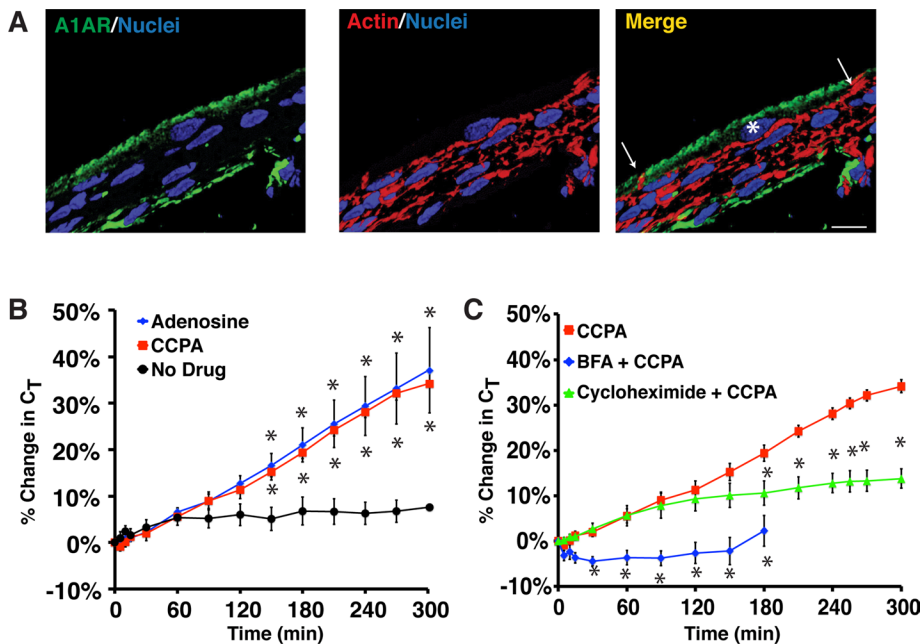 A
A1AR/Nuclei
Actin/Nuclei
Merge
*
B
50%
40%
30%
20%
10%
0%
-10%
% Change in CT
Adenosine
CCPA
No Drug
* * * * * *
* * * * * *
0 60 120 180 240 300
Time (min)
C
50%
40%
30%
20%
10%
0%
-10%
% Change in CT
CCPA
BFA + CCPA
Cycloheximide + CCPA
* * * * * *
* * * * * *
0 60 120 180 240 300
Time (min)